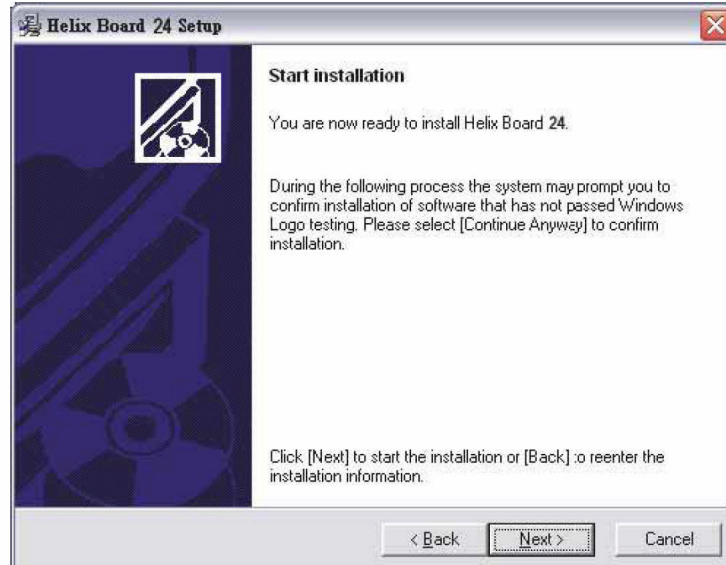 Helix Board 24 Setup
Start installation
You are now ready to install Helix Board 24.
During the following process the system may prompt you to
confirm installation of software that has not passed Windows
Logo testing. Please select [Continue Anyway] to confirm
installation.
Click [Next] to start the installation or [Back] :o reenter the
installation information.
< Back
Next >
Cancel